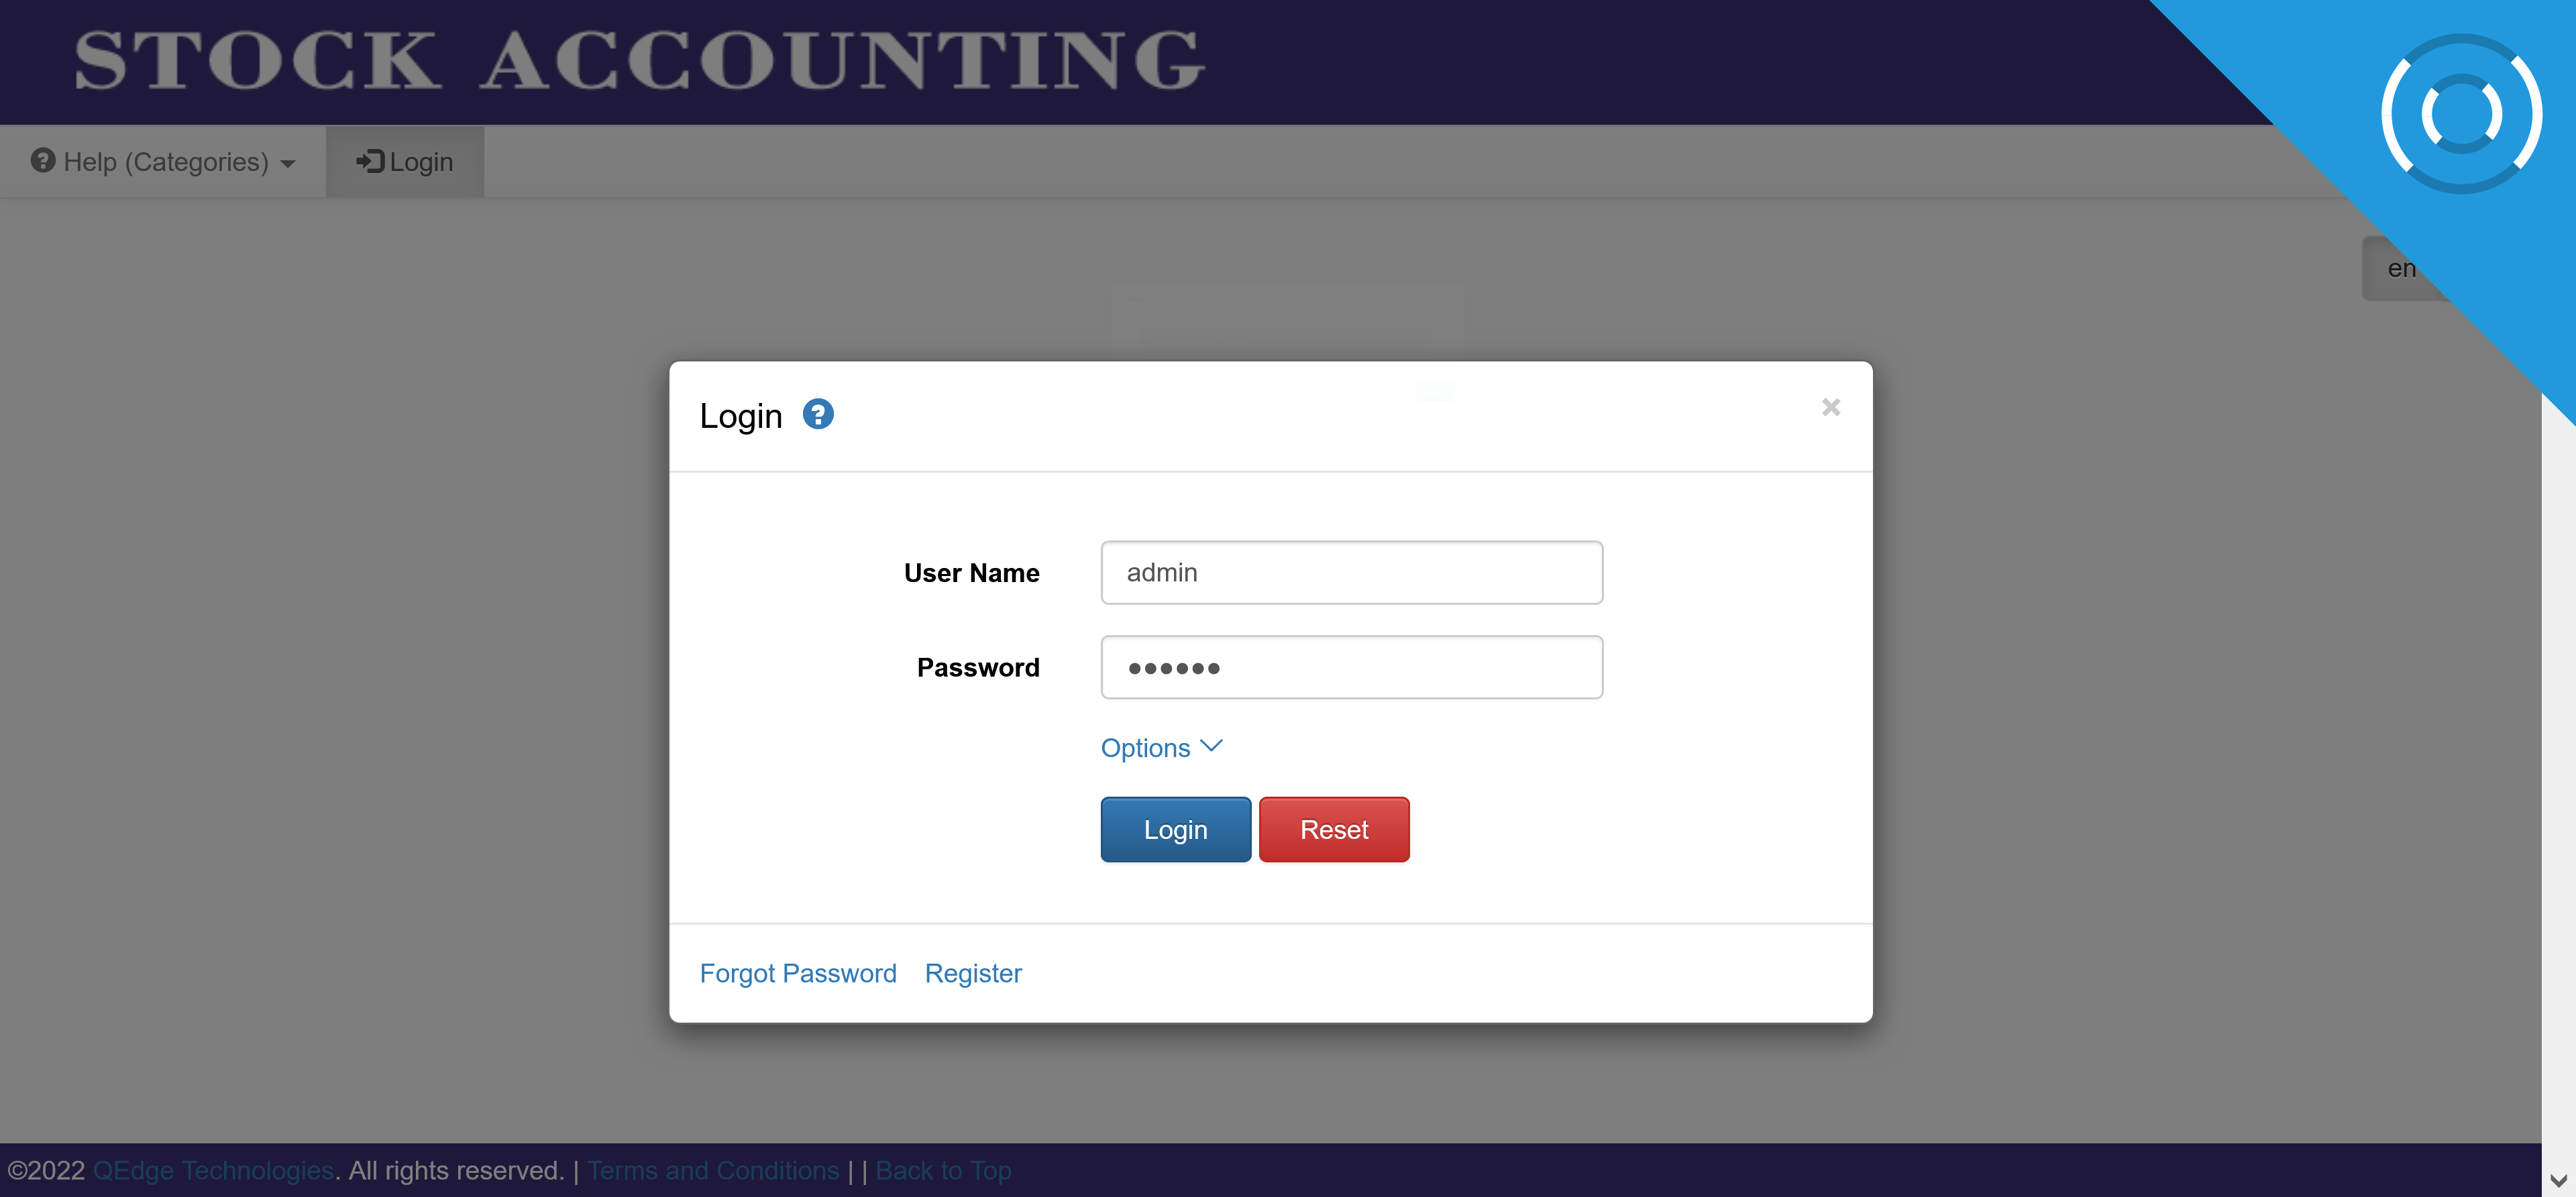 STOCK ACCOUNTING
Help (Categories)
Login
en
Login
User Name
admin
Password
Options
Login
Reset
Forgot Password
Register
©2022 QEdge Technologies. All rights reserved. | Terms and Conditions | | Back to Top